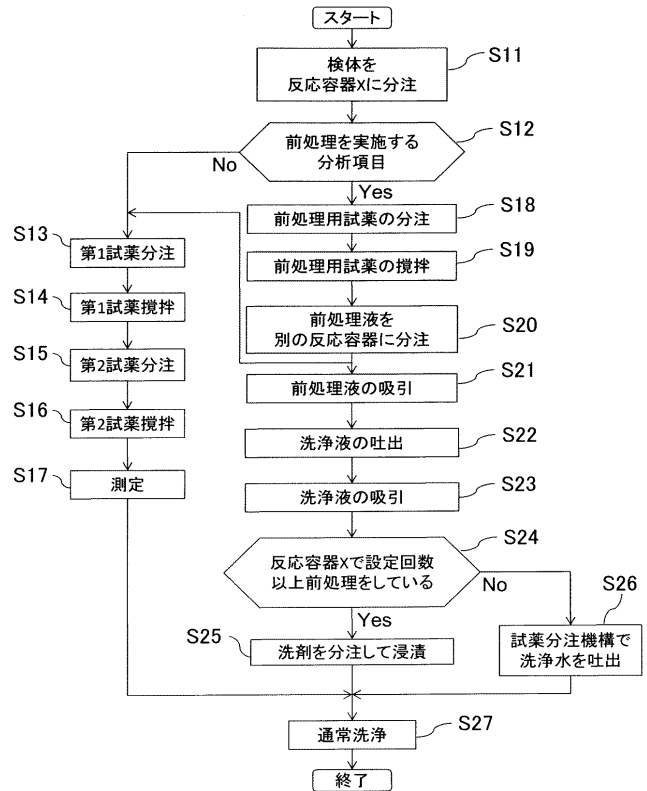 スタート
S11
検体を
反応容器Xに分注
S12
前処理を実施する
分析項目
No
Yes
S18
前処理用試薬の分注
S13
第1試薬分注
S19
前処理用試薬の撹拌
S14
第1試薬撹拌
S20
前処理液を
別の反応容器に分注
S15
第2試薬分注
S21
前処理液の吸引
S16
第2試薬撹拌
S22
洗浄液の吐出
S17
測定
S23
洗浄液の吸引
S24
反応容器Xで設定回数
以上前処理をしている
No
Yes
S26
試薬分注機構で
洗浄水を吐出
S25
洗剤を分注して浸漬
S27
通常洗浄
終了